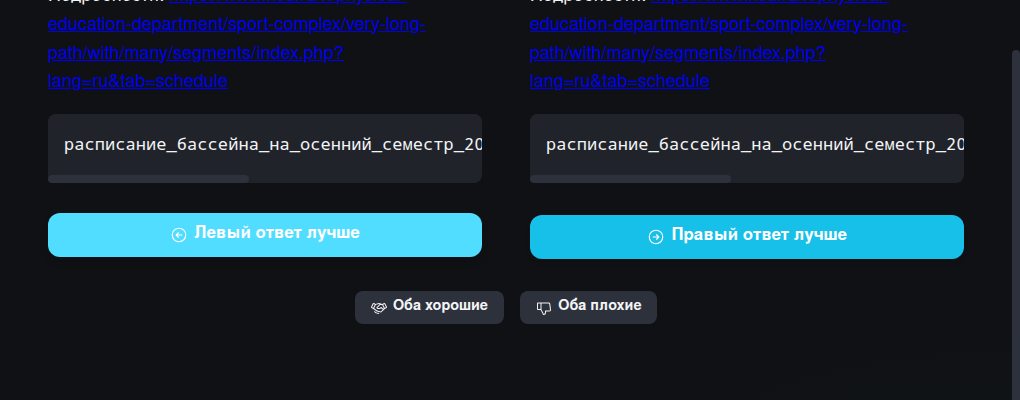 education-department/sport-complex/very-long-
path/with/many/segments/index.php?
lang=ru&tab=schedule
расписание_бассейна_на_осенний_семестр_20
Левый ответ лучше
education-department/sport-complex/very-long-
path/with/many/segments/index.php?
lang=ru&tab=schedule
расписание_бассейна_на_осенний_семестр_20
Правый ответ лучше
Оба хорошие
Оба плохие